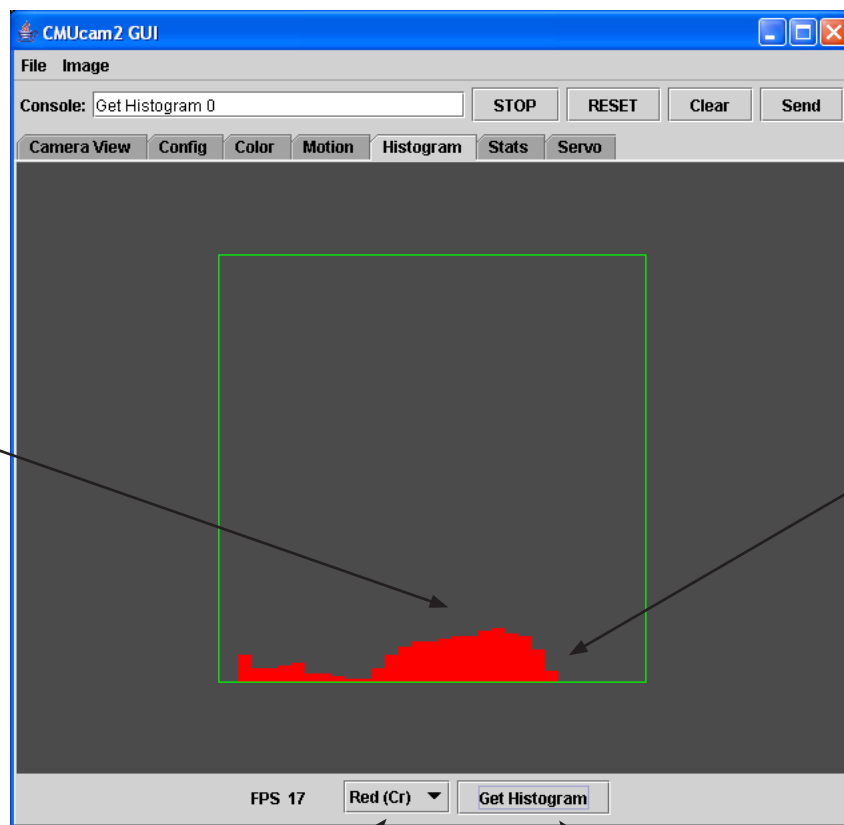 CMUcam2 GUI
File Image
Console: Get Histogram 0 STOP RESET Clear Send
Camera View Config Color Motion Histogram Stats Servo
FPS 17 Red (Cr) Get Histogram